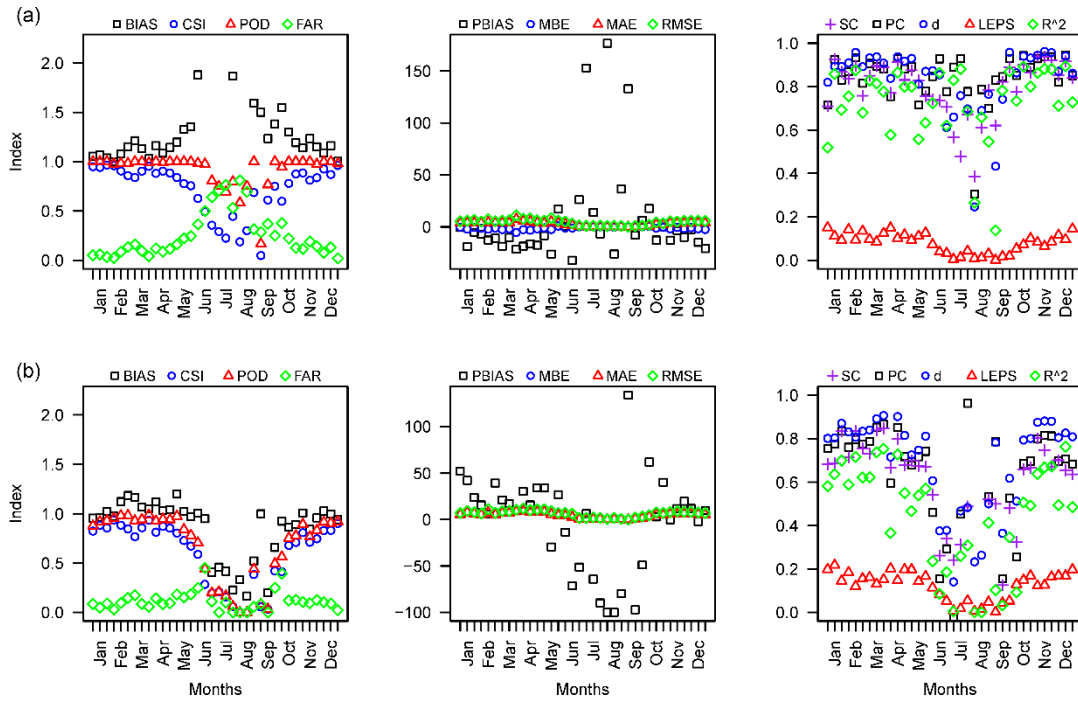 (a)
BIAS CSI POD FAR
PBIAS MBE MAE RMSE
SC PC d LEPS R^2
Index
2.0
1.5
1.0
0.5
0.0
Jan Feb Mar Apr May Jun Jul Aug Sep Oct Nov Dec
150
100
50
0
Jan Feb Mar Apr May Jun Jul Aug Sep Oct Nov Dec
1.0
0.8
0.6
0.4
0.2
0.0
Jan Feb Mar Apr May Jun Jul Aug Sep Oct Nov Dec
(b)
BIAS CSI POD FAR
PBIAS MBE MAE RMSE
SC PC d LEPS R^2
Index
2.0
1.5
1.0
0.5
0.0
Jan Feb Mar Apr May Jun Jul Aug Sep Oct Nov Dec
Months
100
50
0
−50
−100
Jan Feb Mar Apr May Jun Jul Aug Sep Oct Nov Dec
Months
1.0
0.8
0.6
0.4
0.2
0.0
Jan Feb Mar Apr May Jun Jul Aug Sep Oct Nov Dec
Months